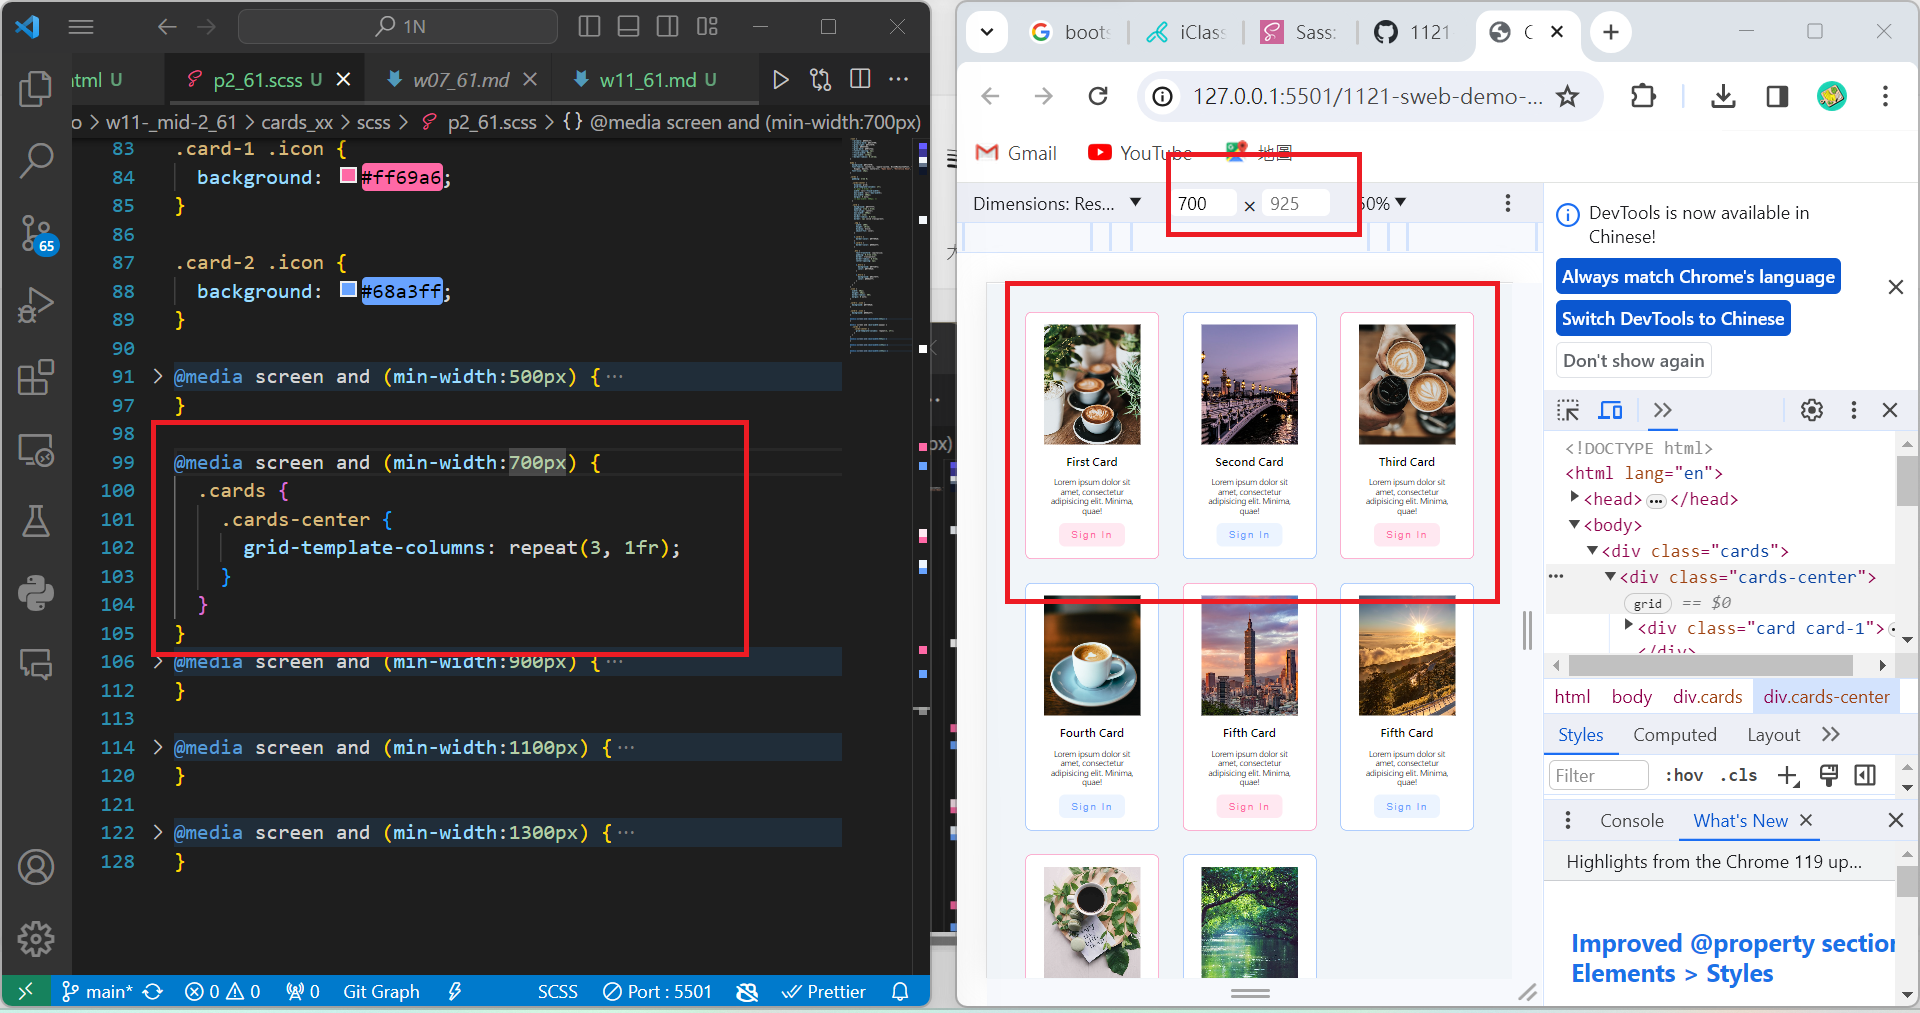 1N
html U
p2_61.scss U
w07_61.md
w11_61.md U
o > w11-_mid-2_61 > cards_xx > scss > p2_61.scss > {} @media screen and (min-width:700px)
83 .card-1 .icon {
84 background: #ff69a6;
85 }
86
87 .card-2 .icon {
88 background: #68a3ff;
89 }
90
91 @media screen and (min-width:500px) {···
97 }
98
99 @media screen and (min-width:700px) {
100 .cards {
101 .cards-center {
102 grid-template-columns: repeat(3, 1fr);
103 }
104 }
105 }
106 @media screen and (min-width:900px) {···
112 }
113
114 @media screen and (min-width:1100px) {···
120 }
121
122 @media screen and (min-width:1300px) {···
128 }
65
main*
0 0
0
Git Graph
SCSS
Port : 5501
Prettier
px)
boots
iClas
Sass:
1121
C
127.0.0.1:5501/1121-sweb-demo-...
Gmail
YouTube
地圖
Dimensions: Res...
700 × 925
50%
First Card
Lorem ipsum dolor sit
amet, consectetur
adipisicing elit. Minima,
quae!
Sign In
Second Card
Lorem ipsum dolor sit
amet, consectetur
adipisicing elit. Minima,
quae!
Sign In
Third Card
Lorem ipsum dolor sit
amet, consectetur
adipisicing elit. Minima,
quae!
Sign In
Fourth Card
Lorem ipsum dolor sit
amet, consectetur
adipisicing elit. Minima,
quae!
Sign In
Fifth Card
Lorem ipsum dolor sit
amet, consectetur
adipisicing elit. Minima,
quae!
Sign In
Fifth Card
Lorem ipsum dolor sit
amet, consectetur
adipisicing elit. Minima,
quae!
Sign In
DevTools is now available in
Chinese!
Always match Chrome's language
Switch DevTools to Chinese
Don't show again
<!DOCTYPE html>
<html lang="en">
<head> ··· </head>
<body>
<div class="cards">
<div class="cards-center">
grid == $0
<div class="card card-1">
</div>
html body div.cards div.cards-center
Styles Computed Layout
Filter
:hov .cls
Console What's New
Highlights from the Chrome 119 up...
Improved @property section
Elements > Styles